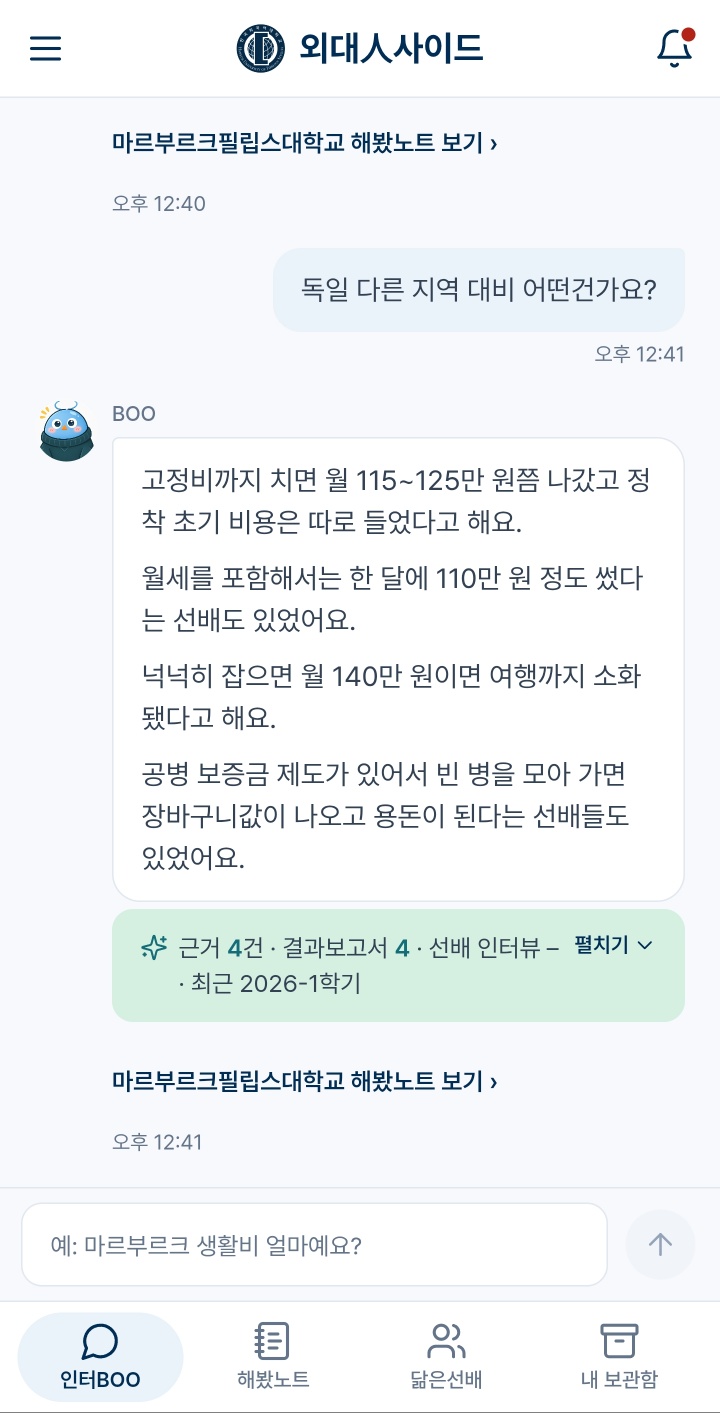 외대人사이드
마르부르크필립스대학교 해봤노트 보기 ›
오후 12:40
독일 다른 지역 대비 어떤건가요?
오후 12:41
BOO
고정비까지 치면 월 115~125만 원쯤 나갔고 정
착 초기 비용은 따로 들었다고 해요.
월세를 포함해서는 한 달에 110만 원 정도 썼다
는 선배도 있었어요.
넉넉히 잡으면 월 140만 원이면 여행까지 소화
됐다고 해요.
공병 보증금 제도가 있어서 빈 병을 모아 가면
장바구니값이 나오고 용돈이 된다는 선배들도
있었어요.
근거 4건 · 결과보고서 4 · 선배 인터뷰 – 펼치기
· 최근 2026-1학기
마르부르크필립스대학교 해봤노트 보기 ›
오후 12:41
예: 마르부르크 생활비 얼마예요?
인터BOO 해봤노트 닮은선배 내 보관함